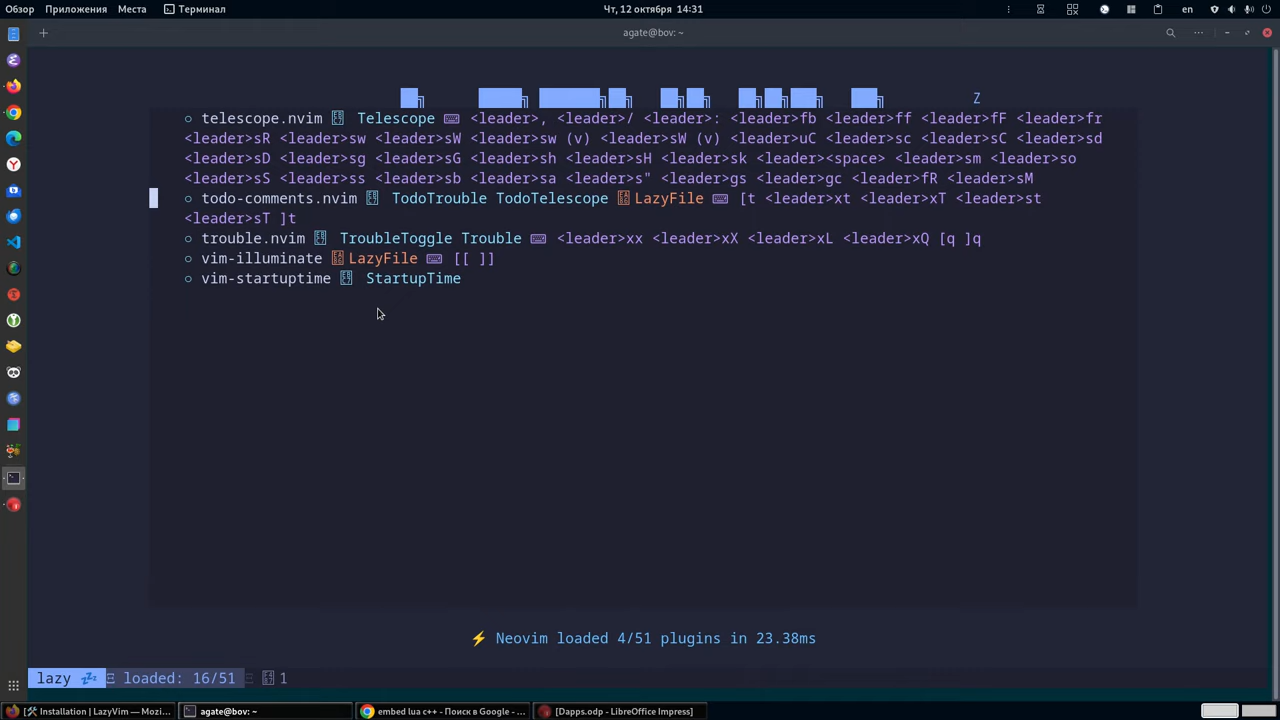 Обзор Приложения Места Терминал Чт, 12 октября 14:31 en
agate@bov: ~
Z
telescope.nvim Telescope <leader>, <leader>/ <leader>: <leader>fb <leader>ff <leader>fF <leader>fr
<leader>sR <leader>sw <leader>sW <leader>sw (v) <leader>sW (v) <leader>uC <leader>sc <leader>sC <leader>sd
<leader>sD <leader>sg <leader>sG <leader>sh <leader>sH <leader>sk <leader><space> <leader>sm <leader>so
<leader>sS <leader>ss <leader>sb <leader>sa <leader>s" <leader>gs <leader>gc <leader>fR <leader>sM
todo-comments.nvim TodoTrouble TodoTelescope LazyFile [t <leader>xt <leader>xT <leader>st
<leader>sT ]t
trouble.nvim TroubleToggle Trouble <leader>xx <leader>xX <leader>xL <leader>xQ [q ]q
vim-illuminate LazyFile [[ ]]
vim-startuptime StartupTime
Neovim loaded 4/51 plugins in 23.38ms
lazy 💤 loaded: 16/51 1
[🛠 Installation | LazyVim — Mozi... agate@bov: ~ embed lua c++ - Поиск в Google - ... [Dapps.odp - LibreOffice Impress]